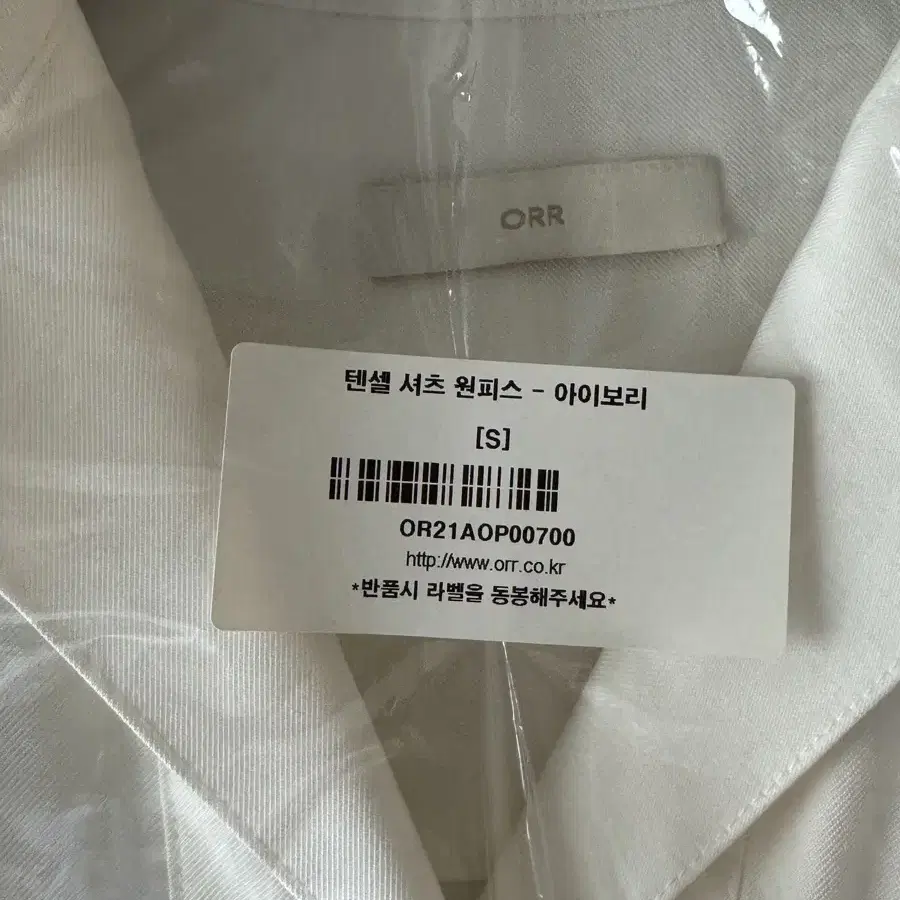 ORR
텐셀 셔츠 원피스 - 아이보리
[S]
OR21AOP00700
http://www.orr.co.kr
*반품시 라벨을 동봉해주세요*